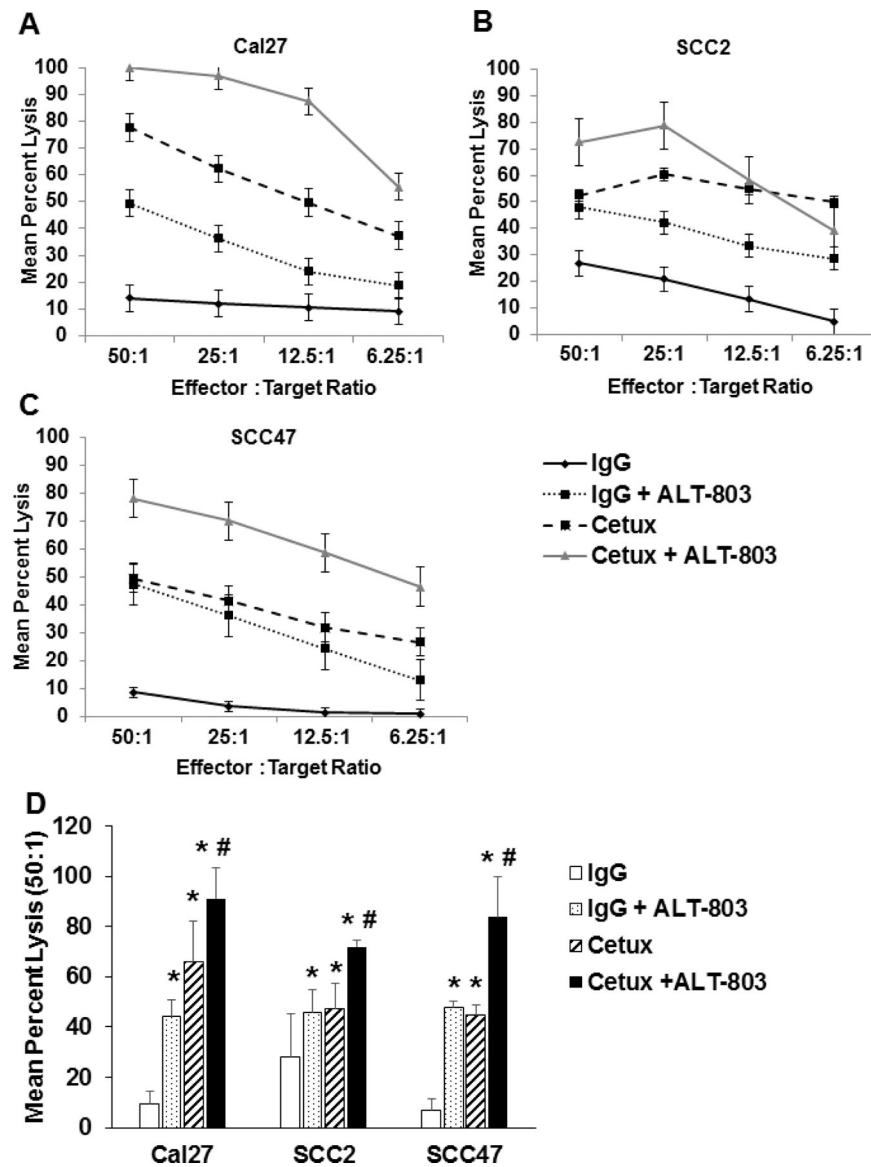 A
Cal27
Mean Percent Lysis
100
90
80
70
60
50
40
30
20
10
0
50:1 25:1 12.5:1 6.25:1
Effector : Target Ratio
B
SCC2
Mean Percent Lysis
100
90
80
70
60
50
40
30
20
10
0
50:1 25:1 12.5:1 6.25:1
Effector : Target Ratio
C
SCC47
Mean Percent Lysis
100
90
80
70
60
50
40
30
20
10
0
50:1 25:1 12.5:1 6.25:1
Effector : Target Ratio
IgG
IgG + ALT-803
Cetux
Cetux + ALT-803
D
Mean Percent Lysis (50:1)
120
100
80
60
40
20
0
* * * #
* * * #
* * * #
Cal27 SCC2 SCC47
IgG
IgG + ALT-803
Cetux
Cetux +ALT-803